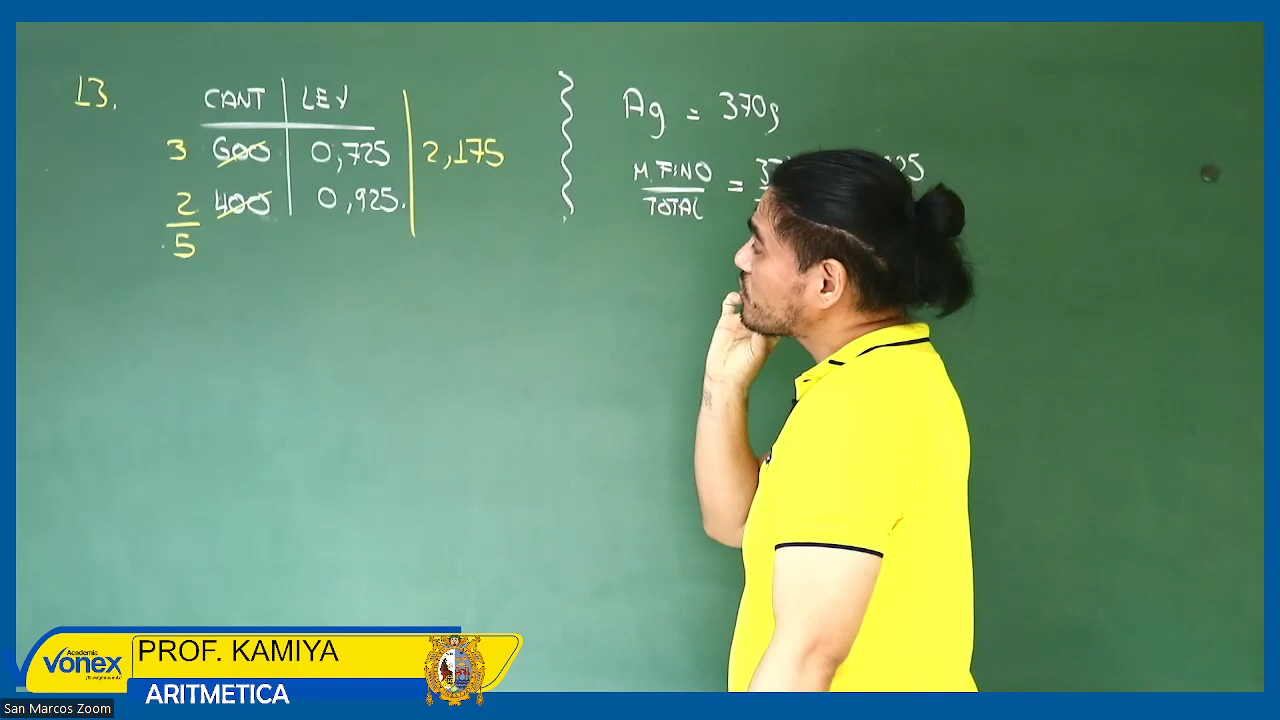 13.
CANT LEY
3 600 0,725 2,175
2 400 0,925.
5
Ag = 370g
M. FINO
TOTAL
=
Academia
vonex
PROF. KAMIYA
ARITMETICA
San Marcos Zoom